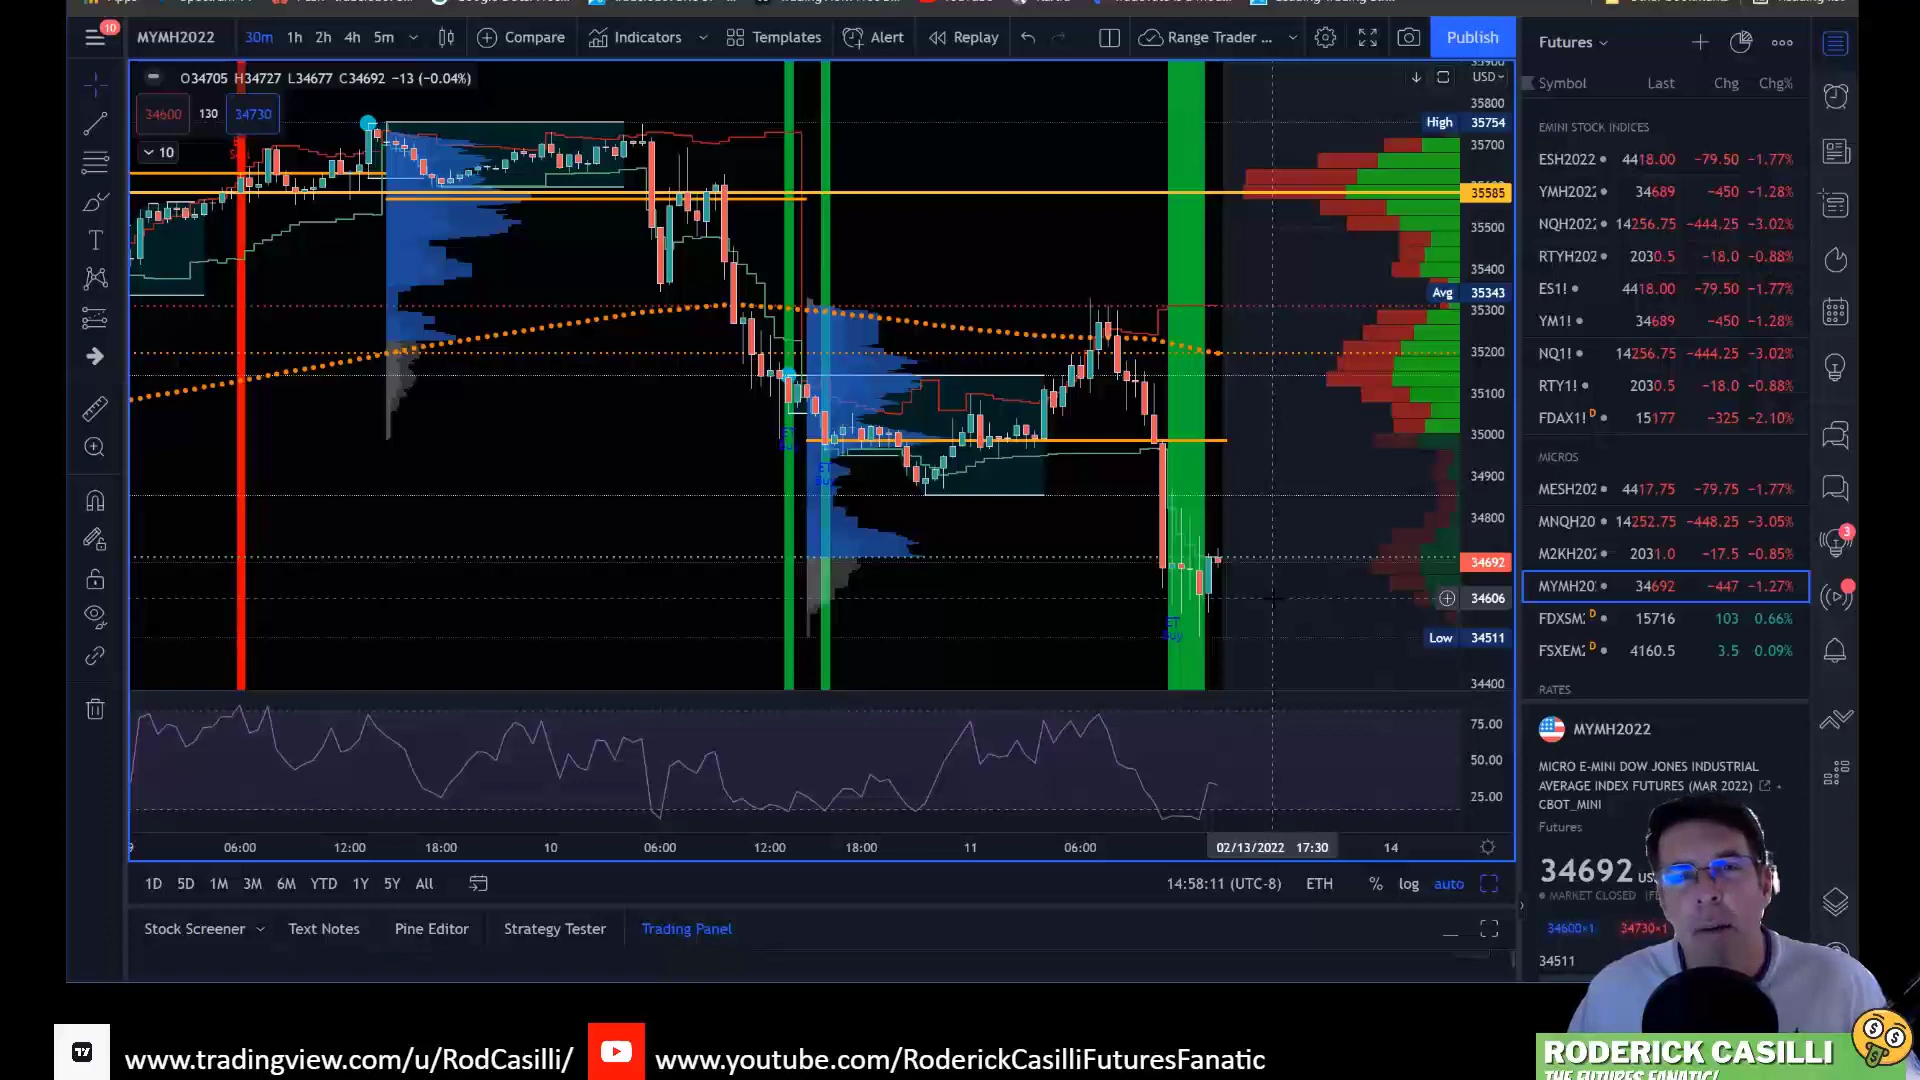 10
MYMH2022
30m 1h 2h 4h 5m
Compare
Indicators
Templates
Alert
Replay
Range Trader ...
Publish
O34705 H34727 L34677 C34692 −13 (−0.04%)
34600 130 34730
10
USD
35800
High 35754
35700
35585
35500
35400
Avg 35343
35300
35200
35100
35000
34900
34800
34692
34606
Low 34511
34400
ET
Buy
ET
Buy
75.00
50.00
25.00
06:00 12:00 18:00 10 06:00 12:00 18:00 11 06:00 02/13/2022 17:30 14
1D 5D 1M 3M 6M YTD 1Y 5Y All
14:58:11 (UTC-8) ETH % log auto
Stock Screener Text Notes Pine Editor Strategy Tester Trading Panel
Futures
Symbol Last Chg Chg%
EMINI STOCK INDICES
ESH2022 4418.00 −79.50 −1.77%
YMH2022 34689 −450 −1.28%
NQH2022 14256.75 −444.25 −3.02%
RTYH202 2030.5 −18.0 −0.88%
ES1! 4418.00 −79.50 −1.77%
YM1! 34689 −450 −1.28%
NQ1! 14256.75 −444.25 −3.02%
RTY1! 2030.5 −18.0 −0.88%
FDAX1! D 15177 −325 −2.10%
MICROS
MESH202 4417.75 −79.75 −1.77%
MNQH20 14252.75 −448.25 −3.05%
M2KH202 2031.0 −17.5 −0.85%
MYMH20 34692 −447 −1.27%
FDXSM D 15716 103 0.66%
FSXEM D 4160.5 3.5 0.09%
RATES
3
MYMH2022
MICRO E-MINI DOW JONES INDUSTRIAL
AVERAGE INDEX FUTURES (MAR 2022)
CBOT_MINI
Futures
34692
MARKET CLOSED
34600×1 34730×1
34511
www.tradingview.com/u/RodCasilli/
www.youtube.com/RoderickCasilliFuturesFanatic
RODERICK CASILLI
THE FUTURES FANATIC!